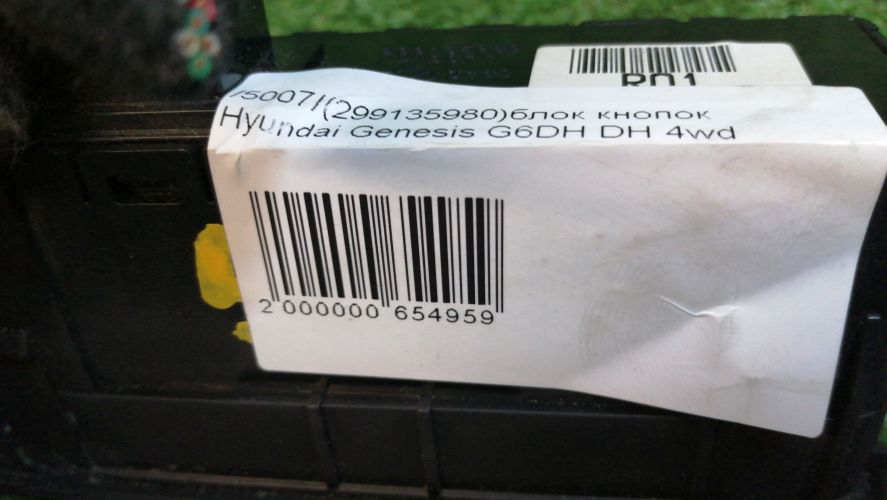 R01
75007/(299135980)блок кнопок
Hyundai Genesis G6DH DH 4wd
2 000000 654959